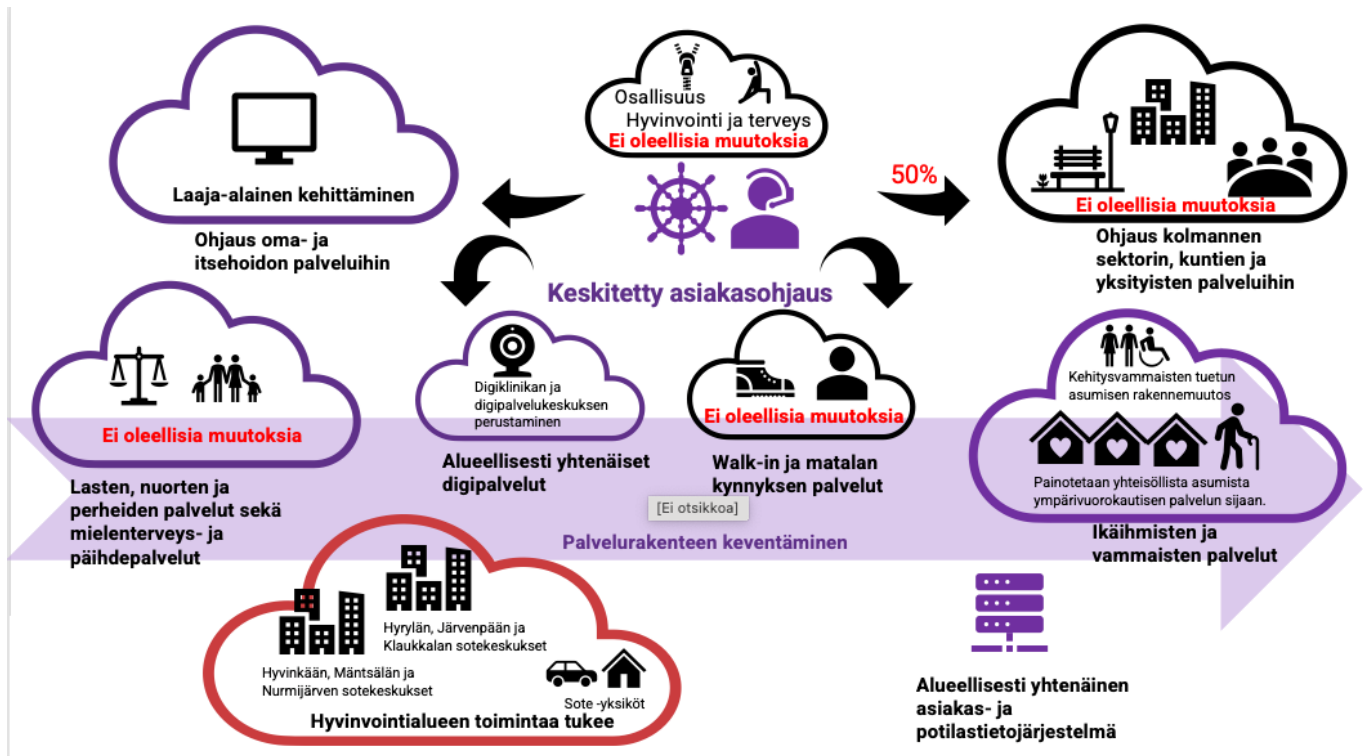 Osallisuus
Hyvinvointi ja terveys
Ei oleellisia muutoksia
Laaja-alainen kehittäminen
Ohjaus oma- ja
itsehoidon palveluihin
50%
Ei oleellisia muutoksia
Ohjaus kolmannen
sektorin, kuntien ja
yksityisten palveluihin
Keskitetty asiakasohjaus
Ei oleellisia muutoksia
Lasten, nuorten ja
perheiden palvelut sekä
mielenterveys- ja
päihdepalvelut
Digiklinikan ja
digipalvelukeskuksen
perustaminen
Alueellisesti yhtenäiset
digipalvelut
Ei oleellisia muutoksia
Walk-in ja matalan
kynnyksen palvelut
Kehitysvammaisten tuetun
asumisen rakennemuutos
Painotetaan yhteisöllistä asumista
ympärivuorokautisen palvelun sijaan.
Ikäihmisten ja
vammaisten palvelut
[Ei otsikkoa]
Palvelurakenteen keventäminen
Hyrylän, Järvenpään ja
Klaukkalan sotekeskukset
Hyvinkään, Mäntsälän ja
Nurmijärven sotekeskukset
Sote -yksiköt
Hyvinvointialueen toimintaa tukee
Alueellisesti yhtenäinen
asiakas- ja
potilastietojärjestelmä